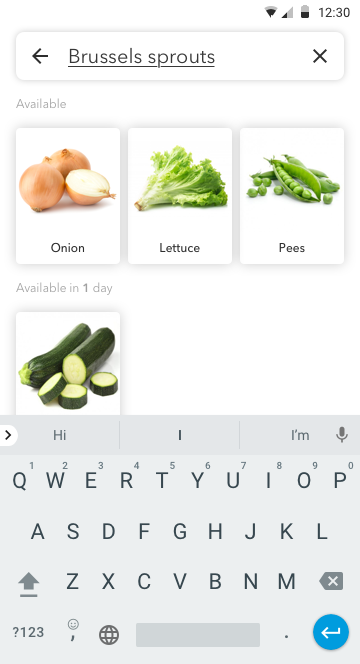 12:30
Brussels sprouts
Available
Onion Lettuce Pees
Available in 1 day
Hi I I'm
1 2 3 4 5 6 7 8 9 0
Q W E R T Y U I O P
A S D F G H J K L
Z X C V B N M
?123 , .